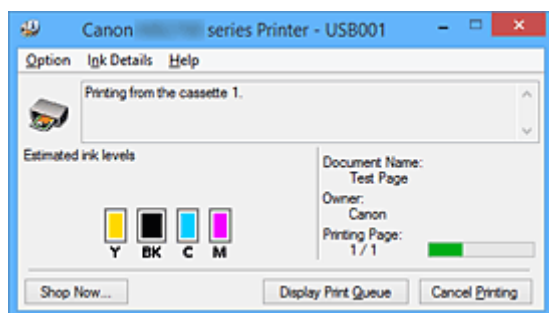 Canon series Printer - USB001
Option Ink Details Help
Printing from the cassette 1.
Estimated ink levels
Y BK C M
Document Name:
Test Page
Owner:
Canon
Printing Page:
1 / 1
Shop Now... Display Print Queue Cancel Printing